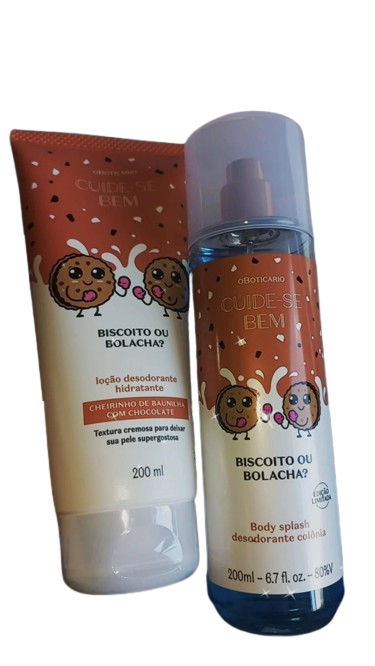 oBOTICÁRIO
CUIDE-SE
BEM
BISCOITO OU
BOLACHA?
loção desodorante
hidratante
CHEIRINHO DE BAUNILHA
COM CHOCOLATE
Textura cremosa para deixar
sua pele supergostosa
200 ml
oBOTICÁRIO
CUIDE-SE
BEM
BISCOITO OU
BOLACHA?
EDIÇÃO
LIMITADA
Body splash
desodorante colônia
200ml – 6.7 fl. oz. – 80%V